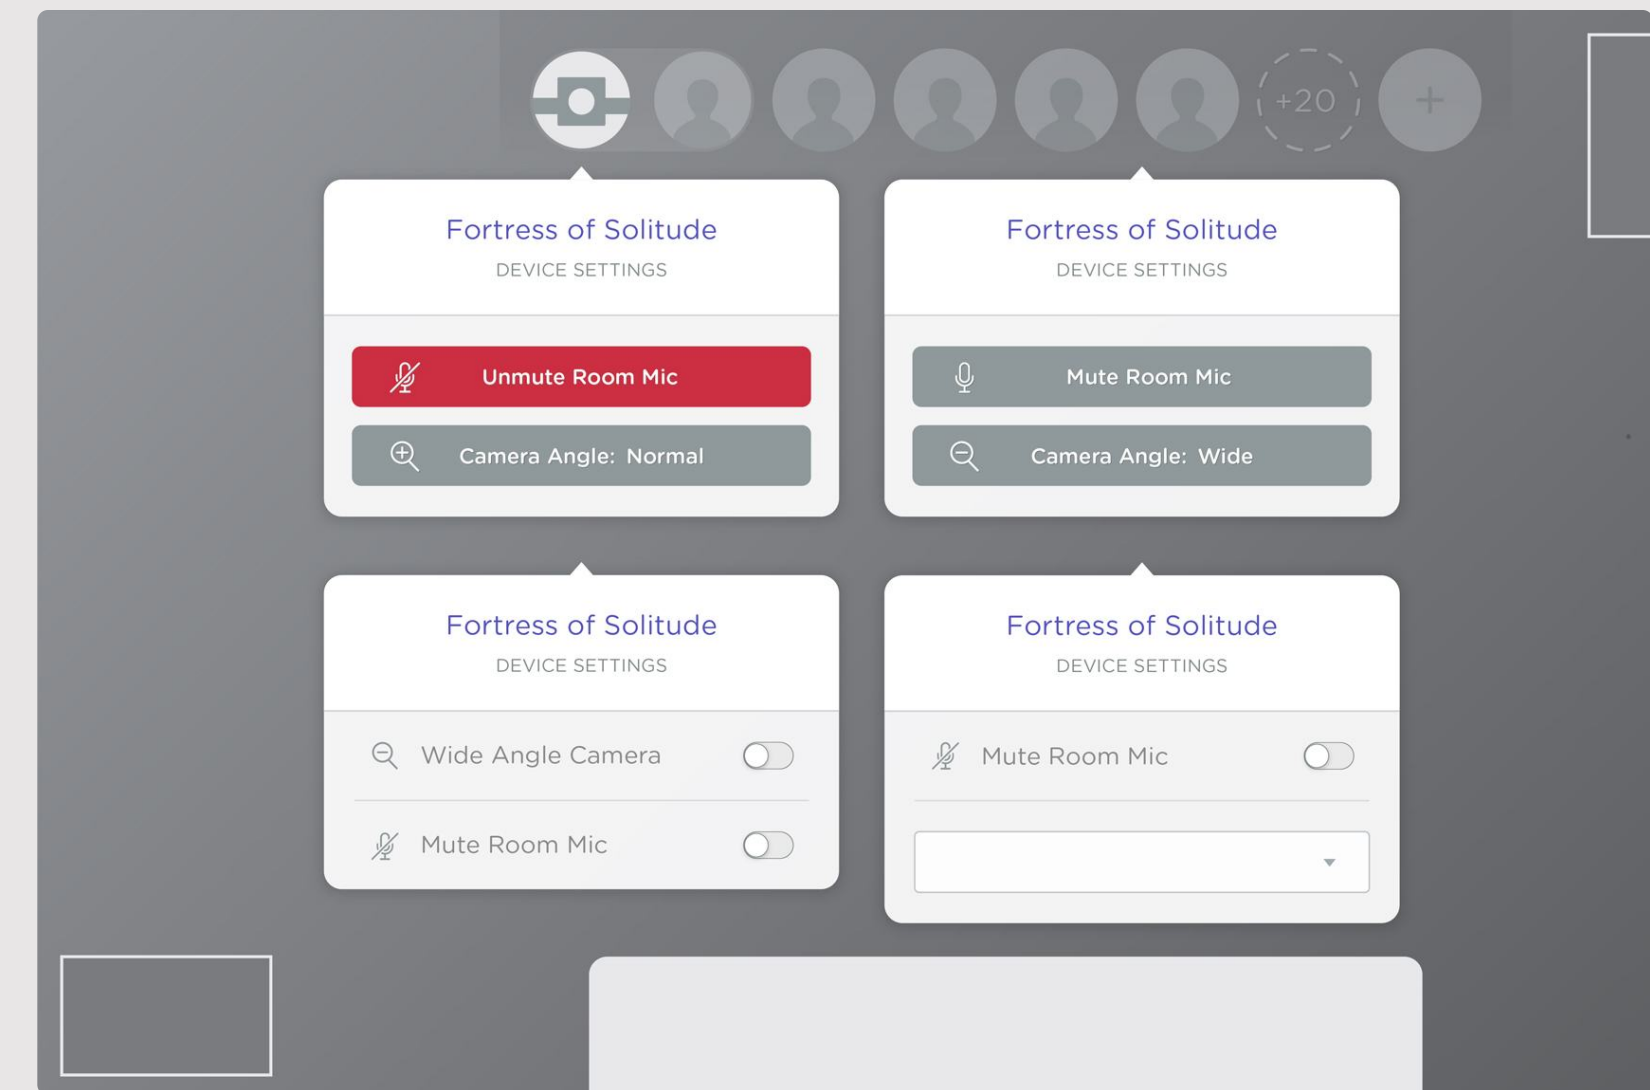 +20
+
Fortress of Solitude
DEVICE SETTINGS
Unmute Room Mic
Camera Angle: Normal
Fortress of Solitude
DEVICE SETTINGS
Mute Room Mic
Camera Angle: Wide
Fortress of Solitude
DEVICE SETTINGS
Wide Angle Camera
Mute Room Mic
Fortress of Solitude
DEVICE SETTINGS
Mute Room Mic